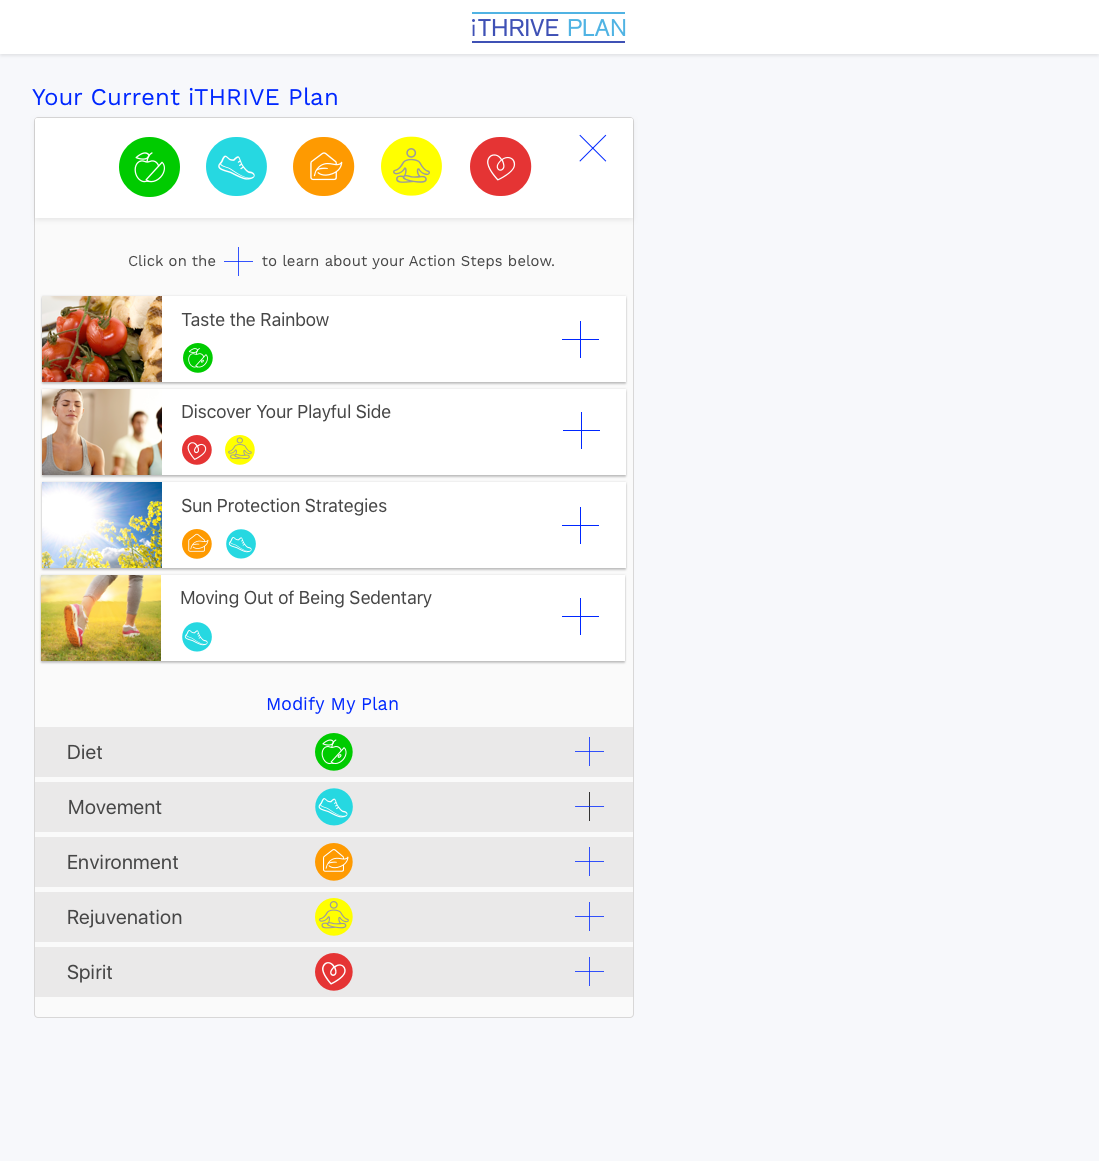 iTHRIVE PLAN
Your Current iTHRIVE Plan
Click on the to learn about your Action Steps below.
Taste the Rainbow
Discover Your Playful Side
Sun Protection Strategies
Moving Out of Being Sedentary
Modify My Plan
Diet
Movement
Environment
Rejuvenation
Spirit